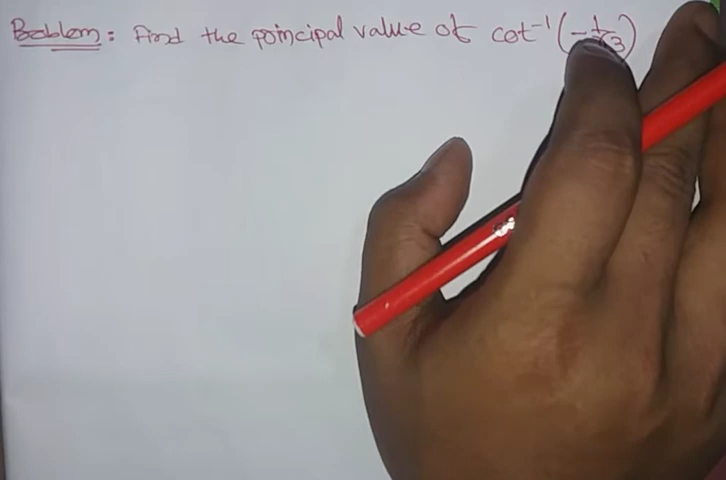 Problem: Find the principal value of cot⁻¹(-1/√3)